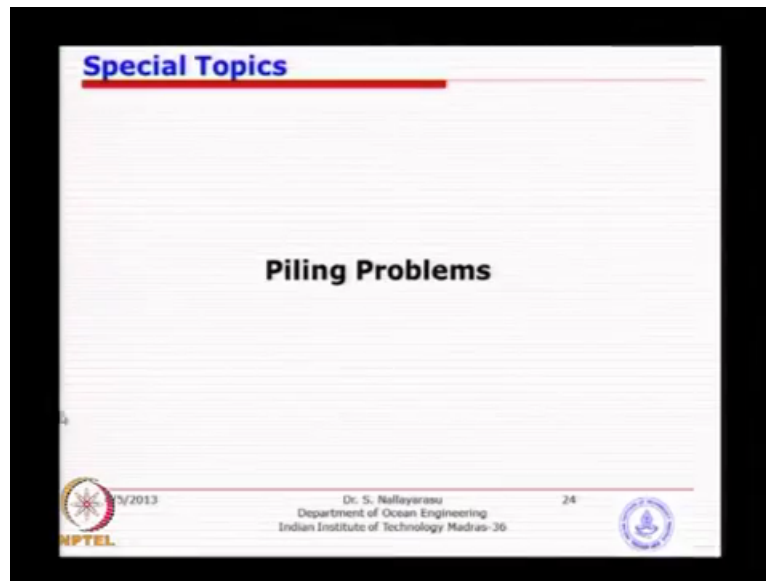 Special Topics
Piling Problems
5/2013
Dr. S. Nallayarasu
Department of Ocean Engineering
Indian Institute of Technology Madras-36
24
NPTEL